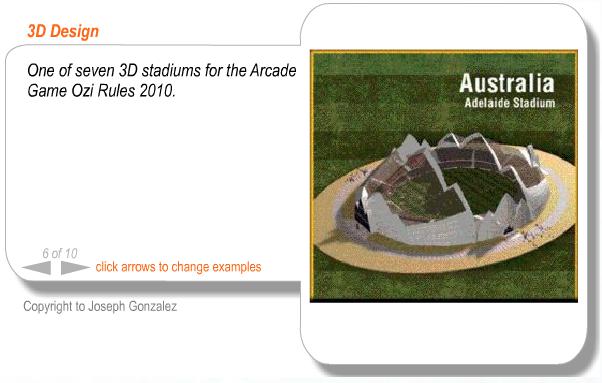 3D Design
One of seven 3D stadiums for the Arcade
Game Ozi Rules 2010.
6 of 10
click arrows to change examples
Copyright to Joseph Gonzalez
Australia
Adelaide Stadium